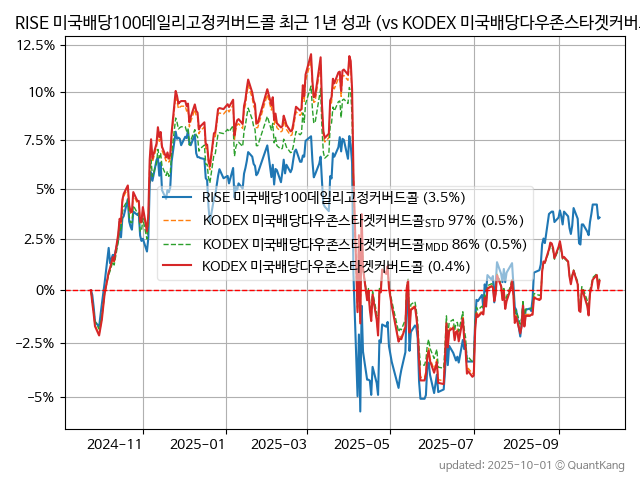 RISE 미국배당100데일리고정커버드콜 최근 1년 성과 (vs KODEX 미국배당다우존스타겟커버
12.5%
10%
7.5%
5%
2.5%
0%
−2.5%
−5%
RISE 미국배당100데일리고정커버드콜 (3.5%)
KODEX 미국배당다우존스타겟커버드콜STD 97% (0.5%)
KODEX 미국배당다우존스타겟커버드콜MDD 86% (0.5%)
KODEX 미국배당다우존스타겟커버드콜 (0.4%)
2024-11 2025-01 2025-03 2025-05 2025-07 2025-09
updated: 2025-10-01 © QuantKang